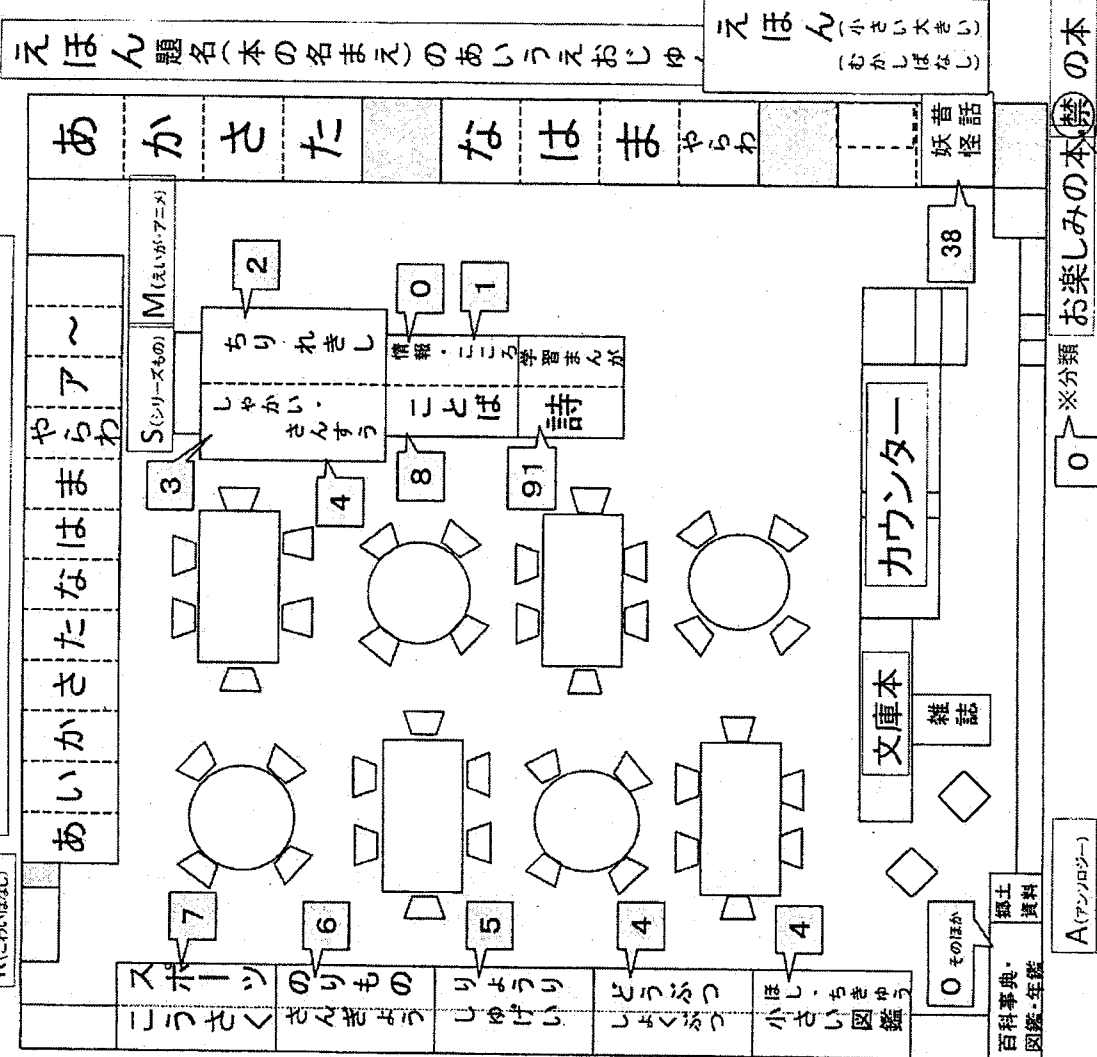 えほん 題名(本の名まえ)のあいうえおじゅん
えほん(小さい大きい)
(むかしばなし)
あ
か
さ
た
な
は
ま
やらわ
昔話
妖怪
お楽しみの本
禁の本
M(えいが・アニメ)
S(シリーズもの)
あ
い
か
さ
た
な
は
ま
やらわ
ア
～
2
ちり れきし
3
しゃかい・
さんすう
4
0
情報・こころ
1
学習まんが
8
ことば
91
詩
38
カウンター
文庫本
雑誌
0
※分類
7
スポーツ
こうさく
6
のりもの
さんぎょう
5
りょうり
しゅげい
4
どうぶつ
しょくぶつ
4
ほし・ちきゅう
小さい図鑑
0 そのほか
郷土
資料
百科事典・
図鑑・年鑑
A(アンソロジー)